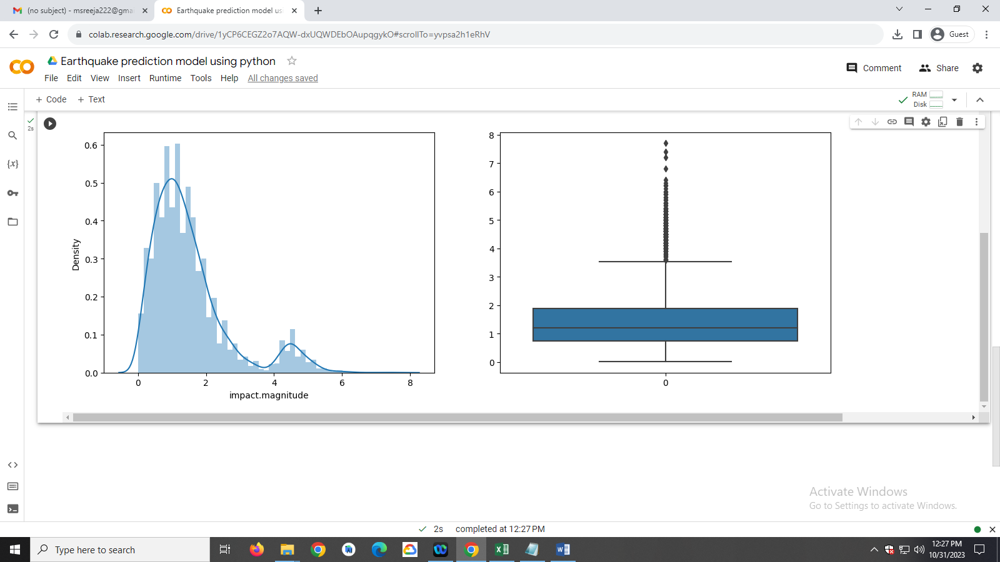 (no subject) - msreeja222@gmai
Earthquake prediction model us
colab.research.google.com/drive/1yCP6CEGZ2o7AQW-dxUQWDEbOAupqgykO#scrollTo=yvpsa2h1eRhV
Guest
Earthquake prediction model using python
Comment
Share
File Edit View Insert Runtime Tools Help All changes saved
+ Code + Text
RAM
Disk
2s
{x}
0.6
0.5
0.4
0.3
0.2
0.1
0.0
Density
0 2 4 6 8
impact.magnitude
8
7
6
5
4
3
2
1
0
0
Activate Windows
Go to Settings to activate Windows.
2s completed at 12:27 PM
Type here to search
12:27 PM
10/31/2023